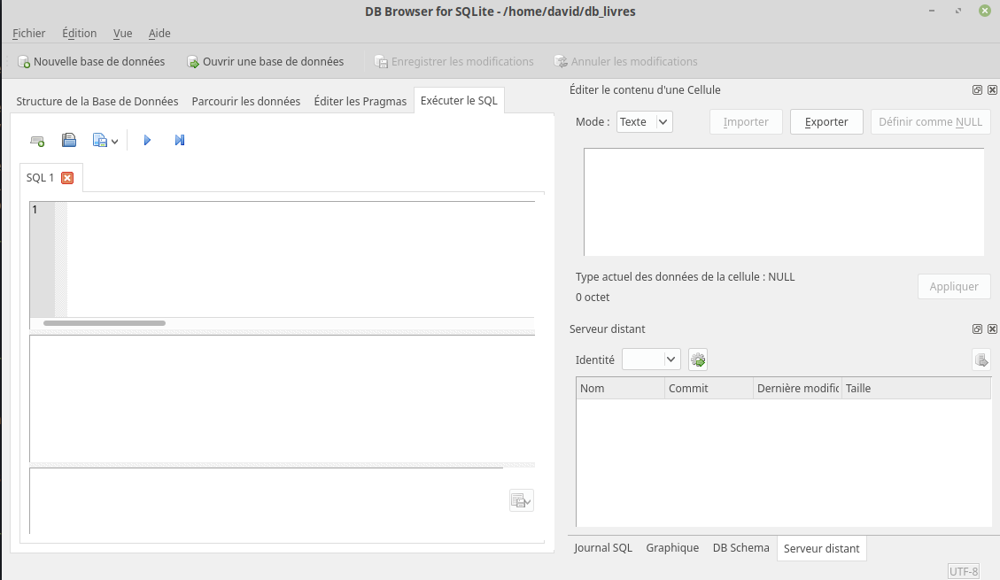 DB Browser for SQLite - /home/david/db_livres
Fichier Édition Vue Aide
Nouvelle base de données Ouvrir une base de données Enregistrer les modifications Annuler les modifications
Structure de la Base de Données Parcourir les données Éditer les Pragmas Exécuter le SQL
SQL 1
1
Éditer le contenu d'une Cellule
Mode : Texte Importer Exporter Définir comme NULL
Type actuel des données de la cellule : NULL
0 octet
Appliquer
Serveur distant
Identité
Nom Commit Dernière modific Taille
Journal SQL Graphique DB Schema Serveur distant
UTF-8